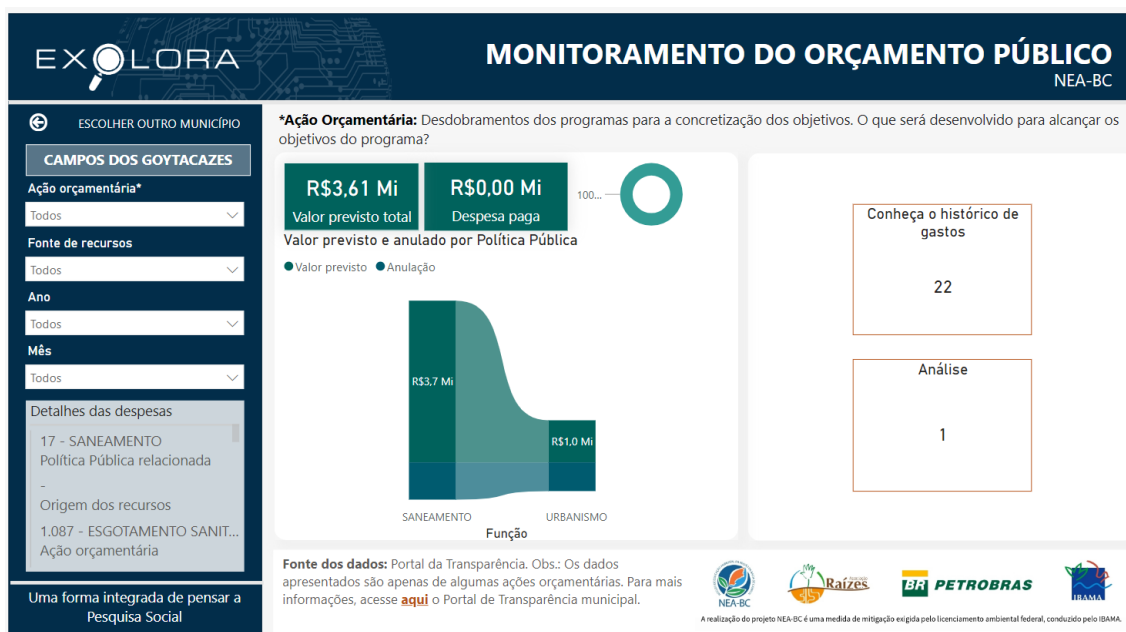 EXPLORA
MONITORAMENTO DO ORÇAMENTO PÚBLICO
NEA-BC
ESCOLHER OUTRO MUNICÍPIO
CAMPOS DOS GOYTACAZES
Ação orçamentária*
Todos
Fonte de recursos
Todos
Ano
Todos
Mês
Todos
Detalhes das despesas
17 - SANEAMENTO
Política Pública relacionada
-
Origem dos recursos
1.087 - ESGOTAMENTO SANIT...
Ação orçamentária
Uma forma integrada de pensar a
Pesquisa Social
*Ação Orçamentária: Desdobramentos dos programas para a concretização dos objetivos. O que será desenvolvido para alcançar os
objetivos do programa?
R$3,61 Mi
Valor previsto total
R$0,00 Mi
Despesa paga
100...
Valor previsto e anulado por Política Pública
Valor previsto
Anulação
R$3,7 Mi
R$1,0 Mi
SANEAMENTO
URBANISMO
Função
Conheça o histórico de
gastos
22
Análise
1
Fonte dos dados: Portal da Transparência. Obs.: Os dados
apresentados são apenas de algumas ações orçamentárias. Para mais
informações, acesse aqui o Portal de Transparência municipal.
NEA-BC
Raízes
BR PETROBRAS
IBAMA
A realização do projeto NEA-BC é uma medida de mitigação exigida pelo licenciamento ambiental federal, conduzido pelo IBAMA.